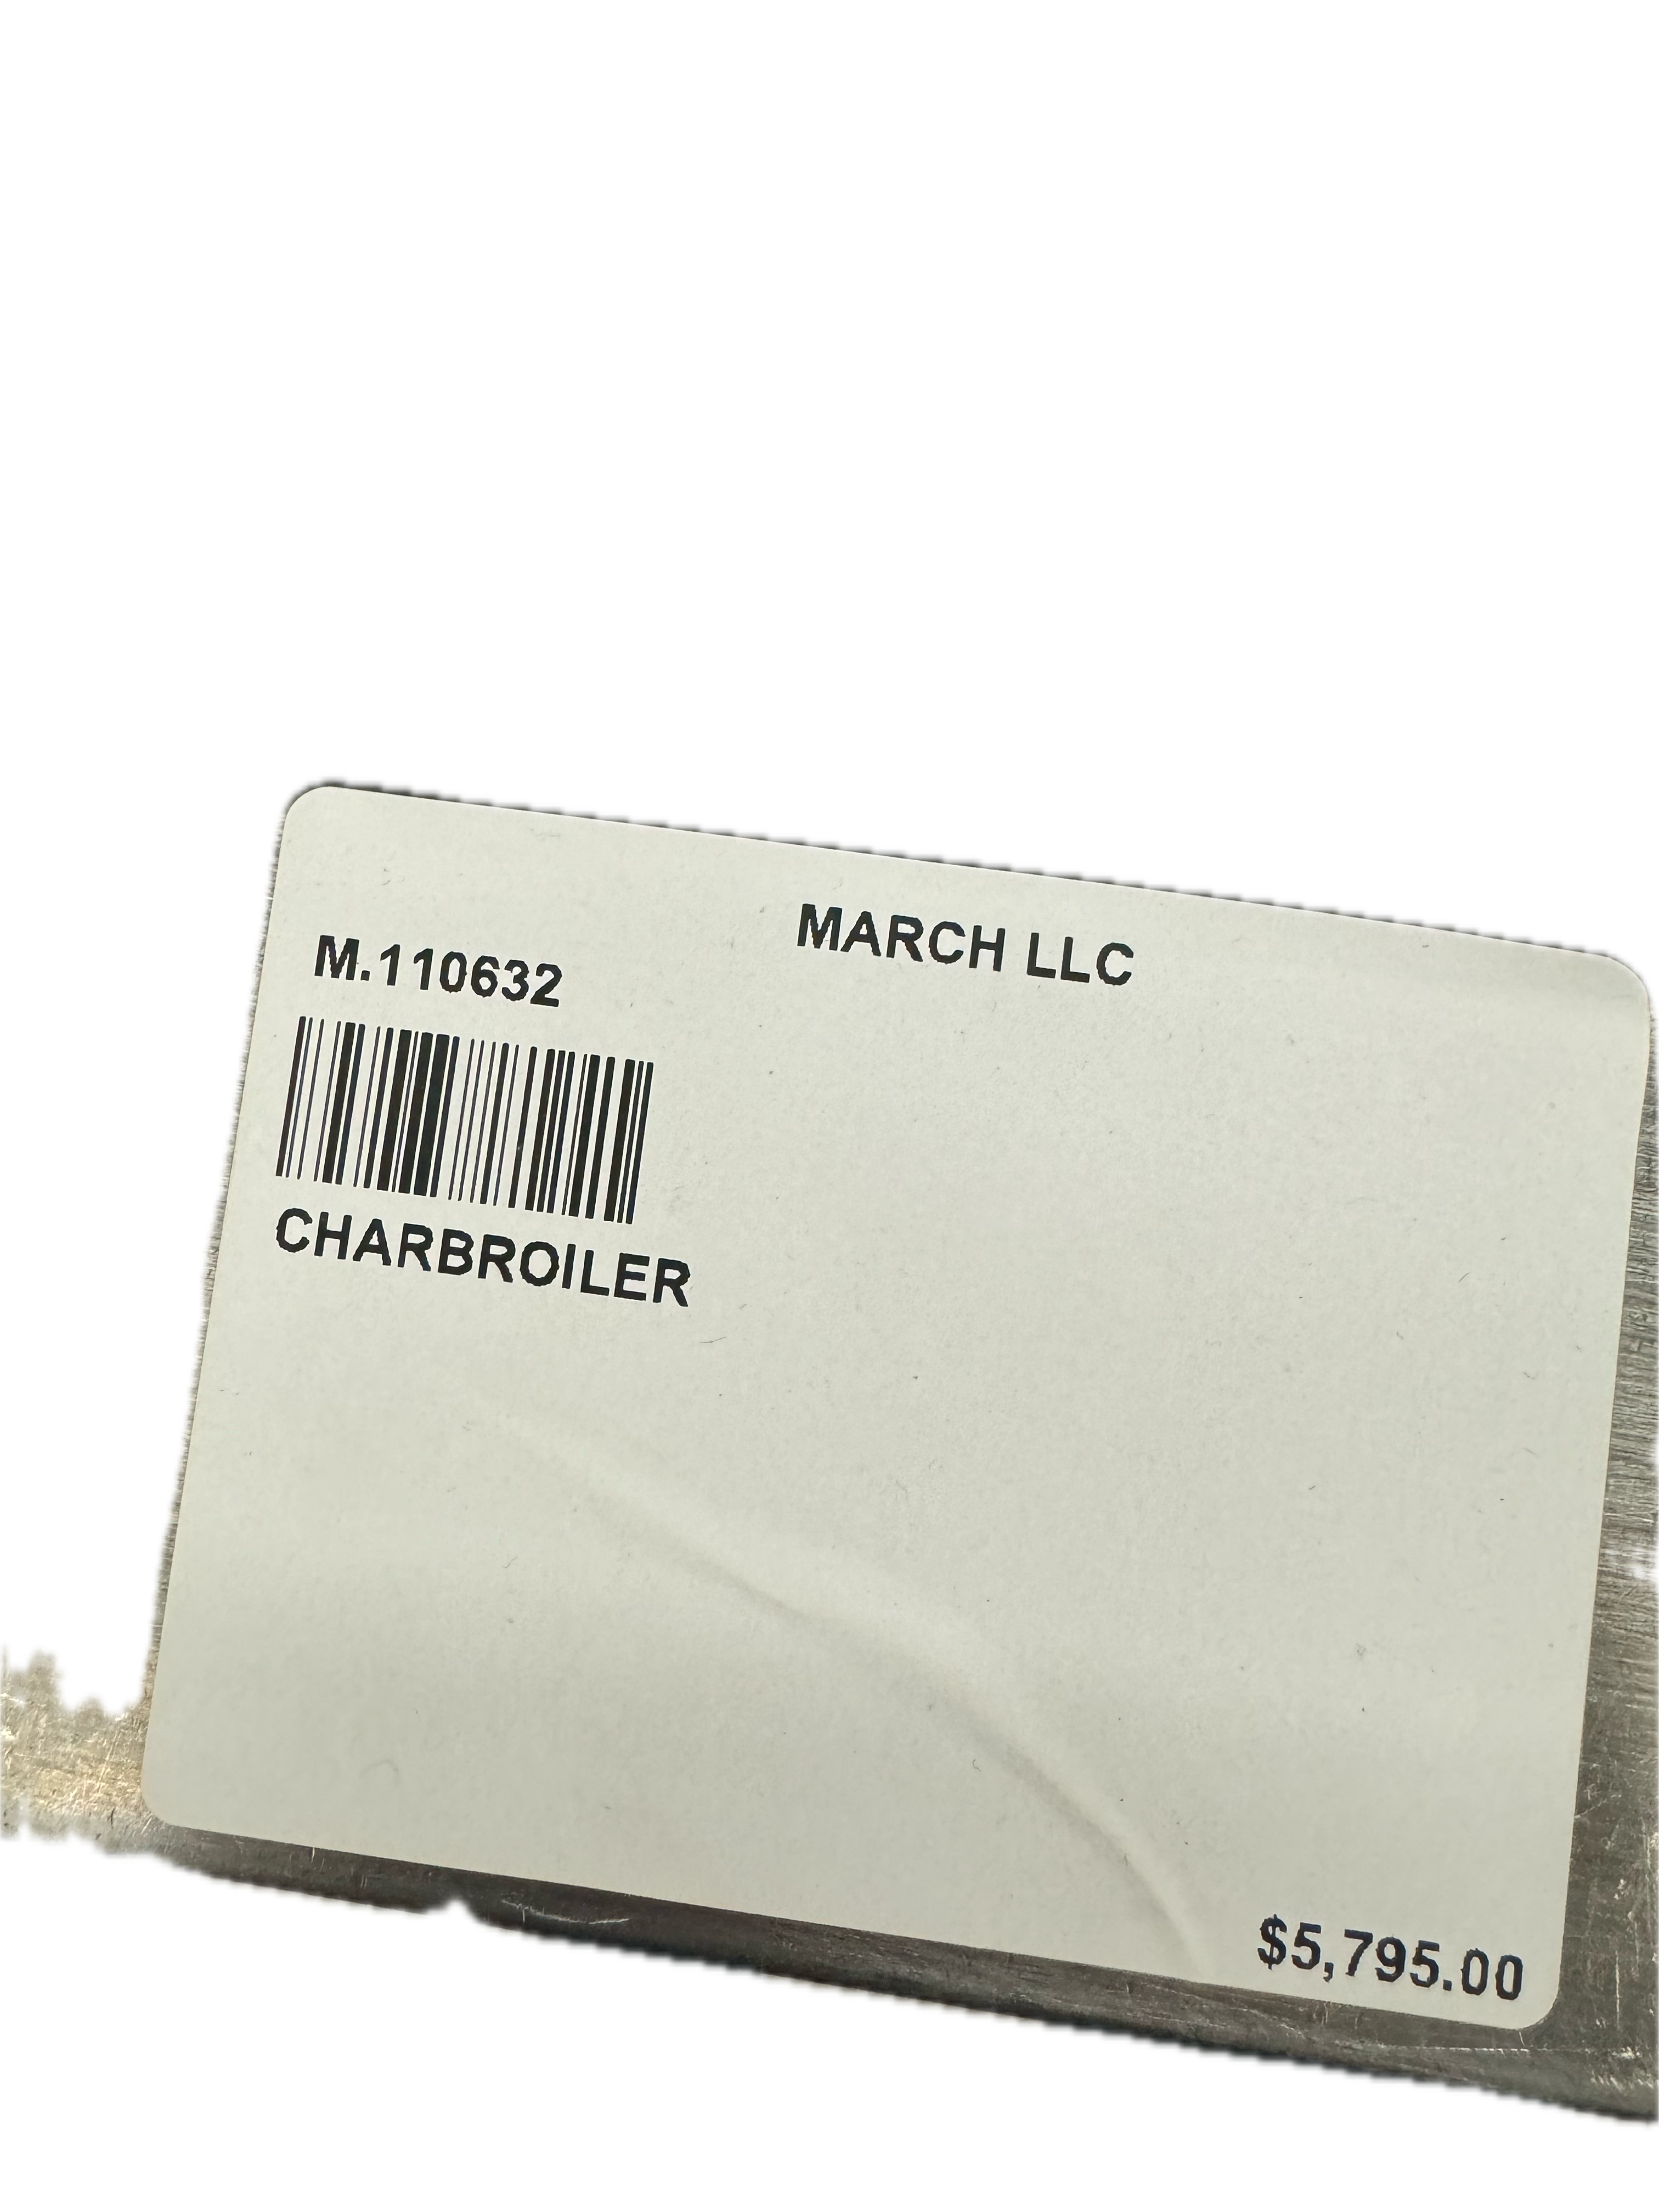 MARCH LLC
M.110632
CHARBROILER
$5,795.00